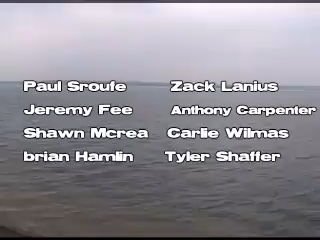 Paul Sroufe Zack Lanius
Jeremy Fee Anthony Carpenter
Shawn Mcrea Carlie Wilmas
brian Hamlin Tyler Shaffer